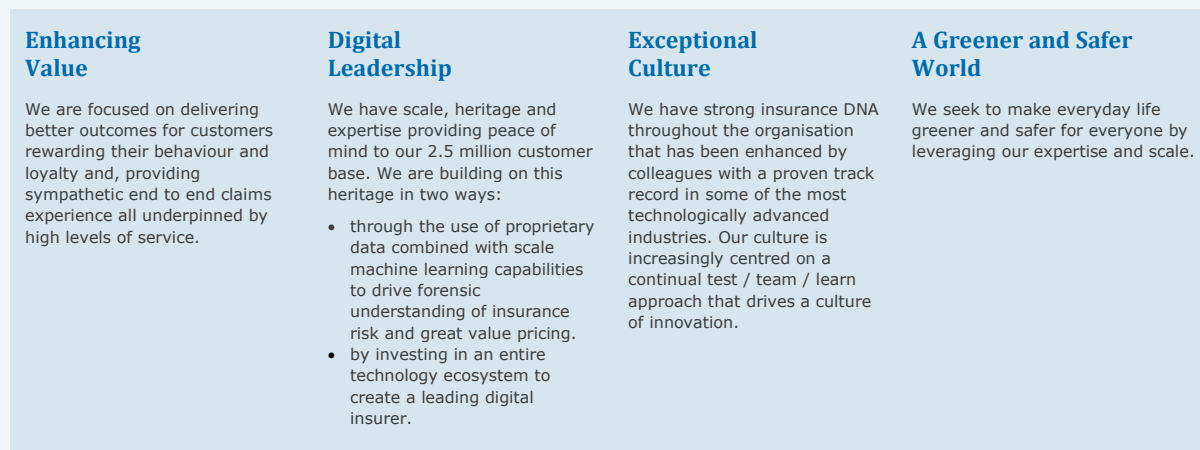 Enhancing
Value
We are focused on delivering
better outcomes for customers
rewarding their behaviour and
loyalty and, providing
sympathetic end to end claims
experience all underpinned by
high levels of service.
Digital
Leadership
We have scale, heritage and
expertise providing peace of
mind to our 2.5 million customer
base. We are building on this
heritage in two ways:
• through the use of proprietary
data combined with scale
machine learning capabilities
to drive forensic
understanding of insurance
risk and great value pricing.
• by investing in an entire
technology ecosystem to
create a leading digital
insurer.
Exceptional
Culture
We have strong insurance DNA
throughout the organisation
that has been enhanced by
colleagues with a proven track
record in some of the most
technologically advanced
industries. Our culture is
increasingly centred on a
continual test / team / learn
approach that drives a culture
of innovation.
A Greener and Safer
World
We seek to make everyday life
greener and safer for everyone by
leveraging our expertise and scale.